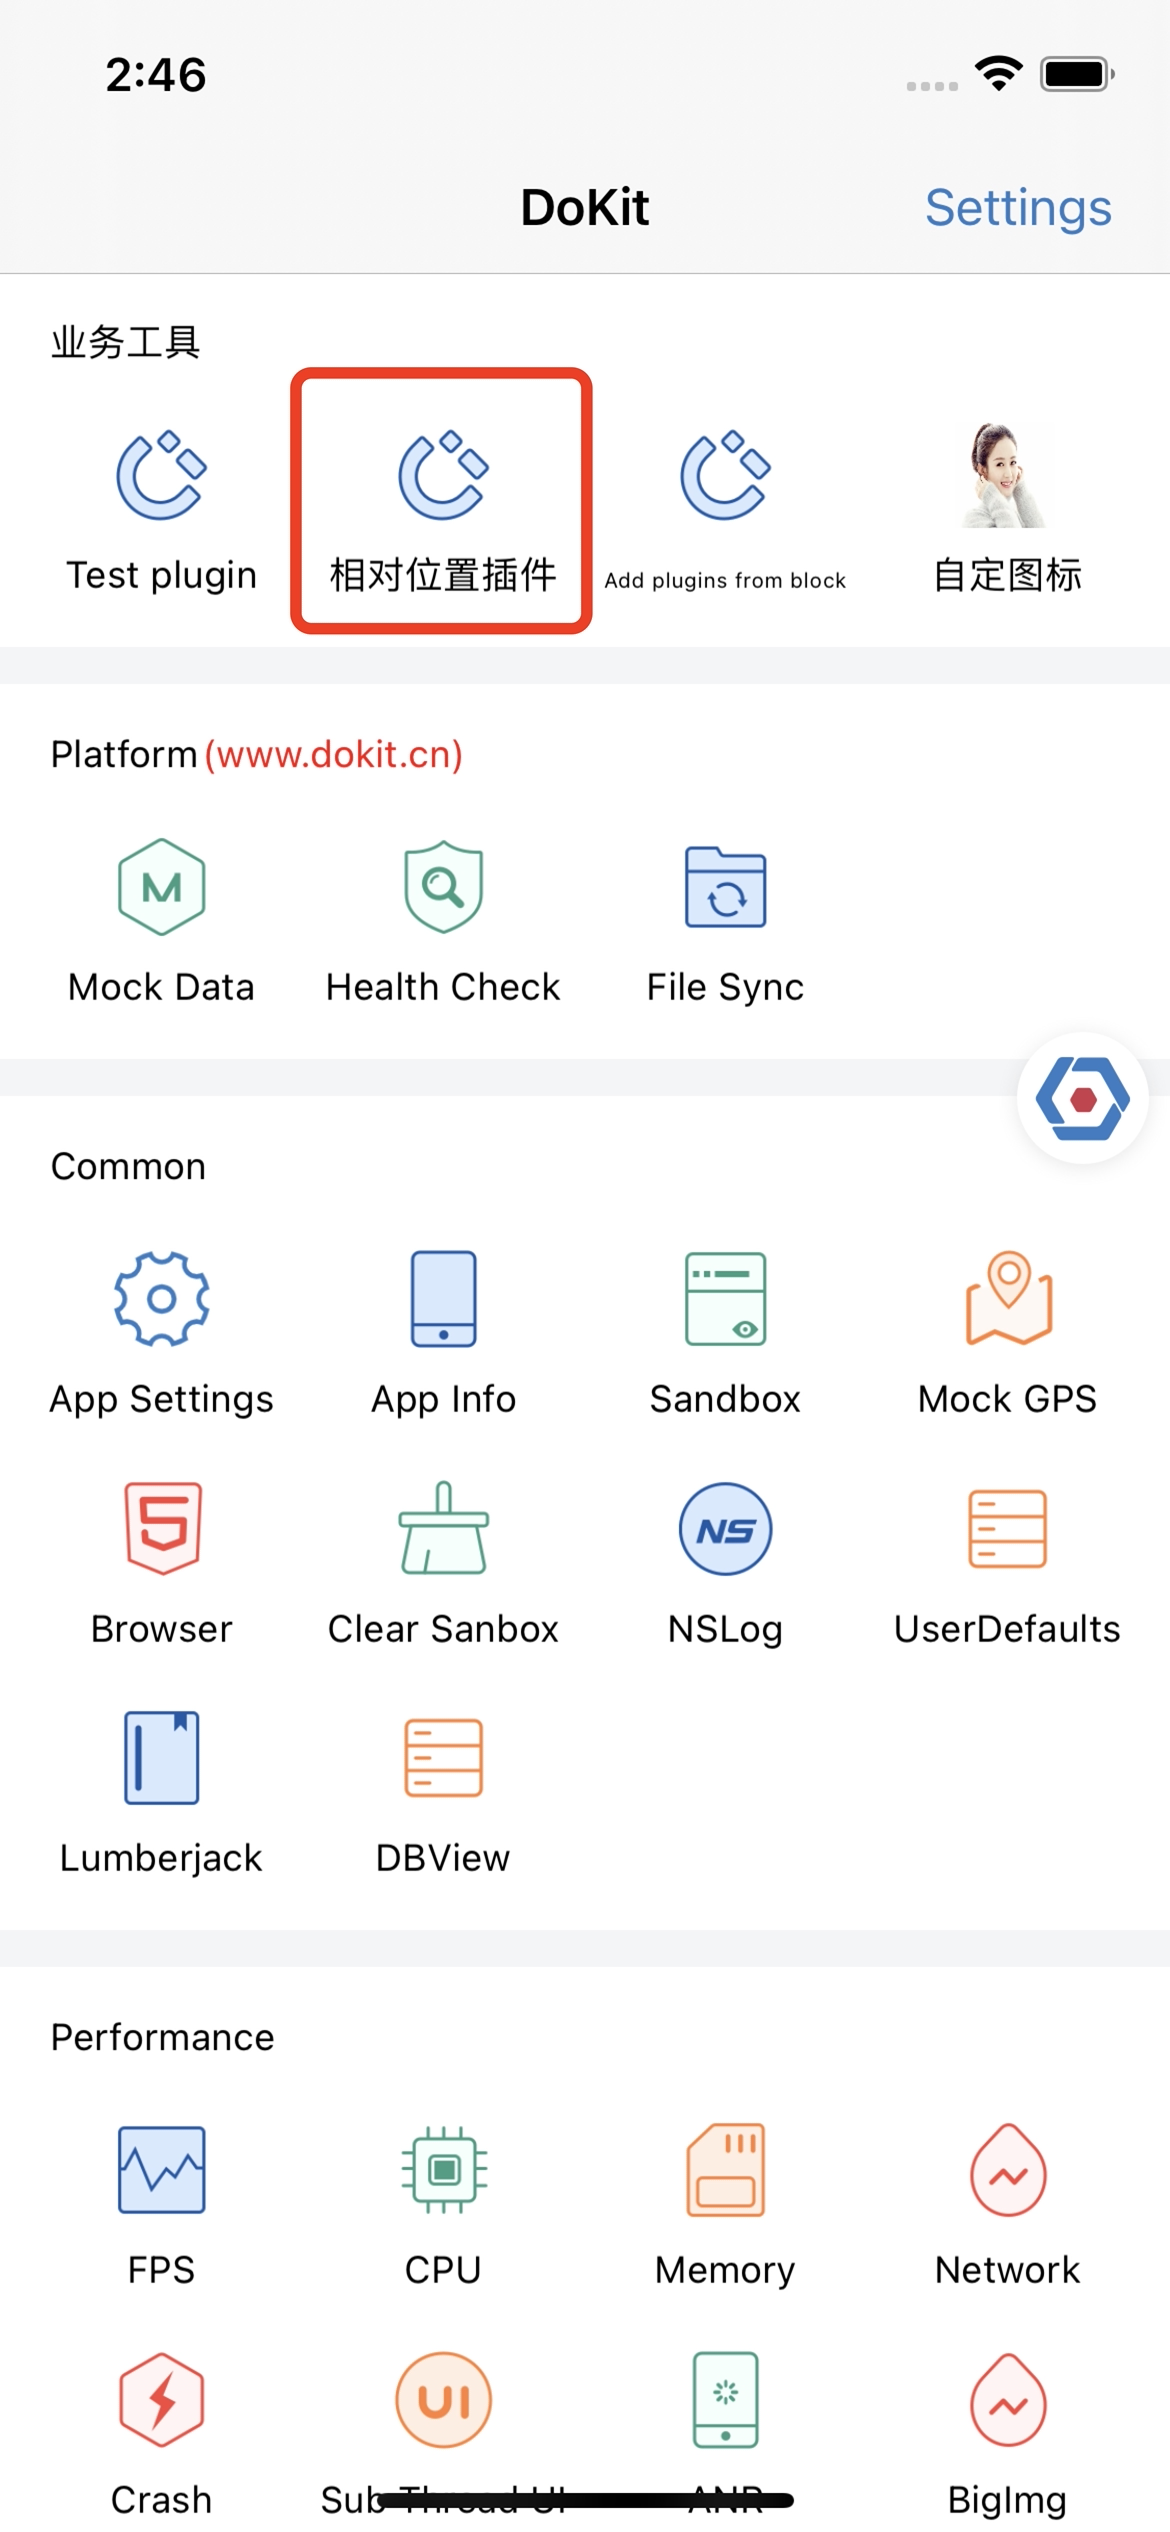 2:46
DoKit
Settings
业务工具
Test plugin
相对位置插件
Add plugins from block
自定图标
Platform(www.dokit.cn)
M
Mock Data
Health Check
File Sync
Common
App Settings
App Info
Sandbox
Mock GPS
5
NS
Browser
Clear Sanbox
NSLog
UserDefaults
Lumberjack
DBView
Performance
FPS
CPU
Memory
Network
UI
Crash
Sub Thread UI
ANR
BigImg